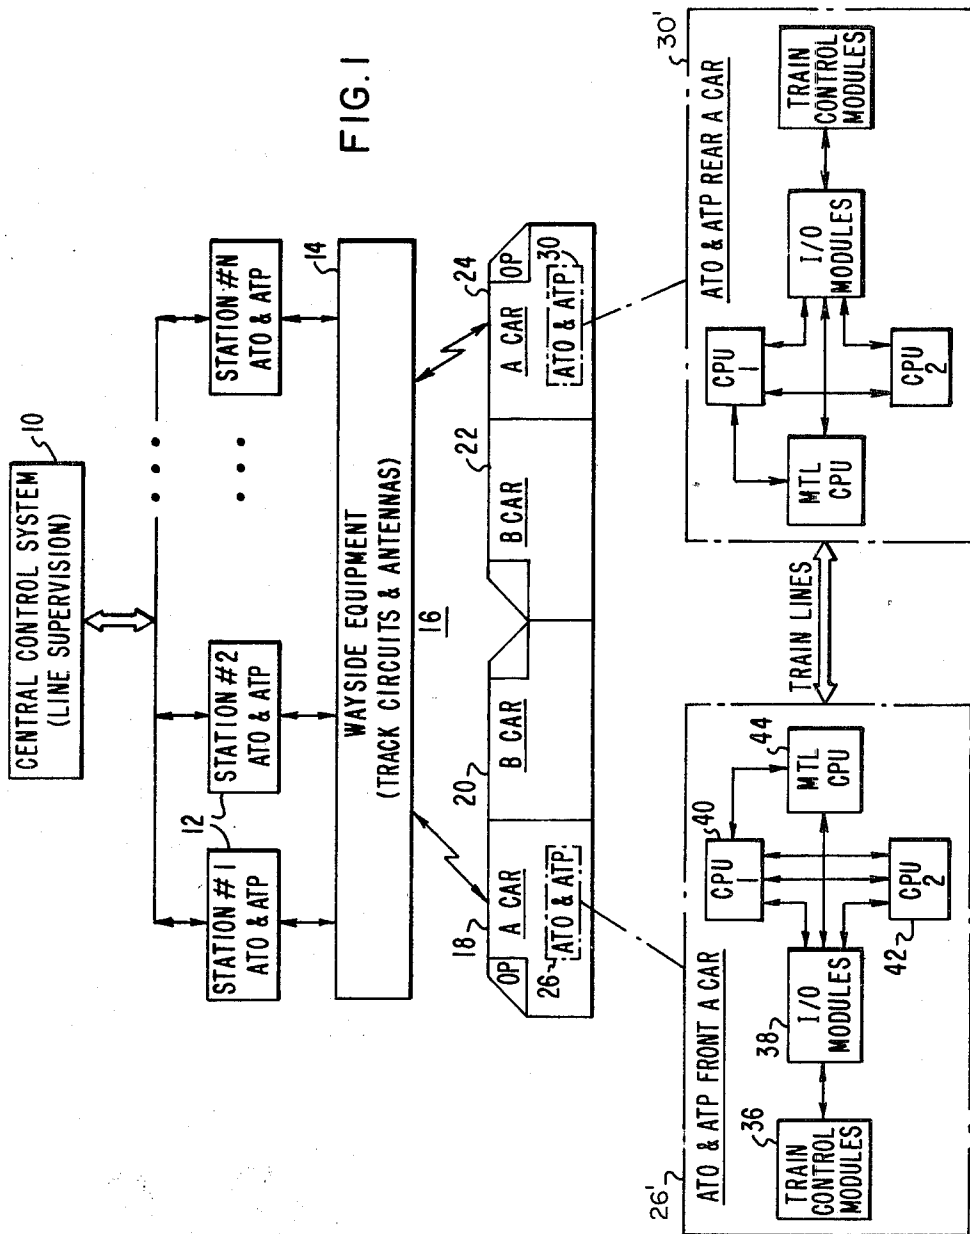 FIG. 1
CENTRAL CONTROL SYSTEM
(LINE SUPERVISION)
10
STATION #1
ATO & ATP
12
STATION #2
ATO & ATP
STATION #N
ATO & ATP
WAYSIDE EQUIPMENT
(TRACK CIRCUITS & ANTENNAS)
14
16
18
OP
A CAR
26
ATO & ATP
20
B CAR
22
B CAR
24
A CAR
OP
ATO & ATP
30
26'
ATO & ATP FRONT A CAR
36
TRAIN
CONTROL
MODULES
38
I/O
MODULES
40
CPU
1
42
CPU
2
44
MTL
CPU
TRAIN LINES
30'
ATO & ATP REAR A CAR
MTL
CPU
CPU
1
CPU
2
I/O
MODULES
TRAIN
CONTROL
MODULES